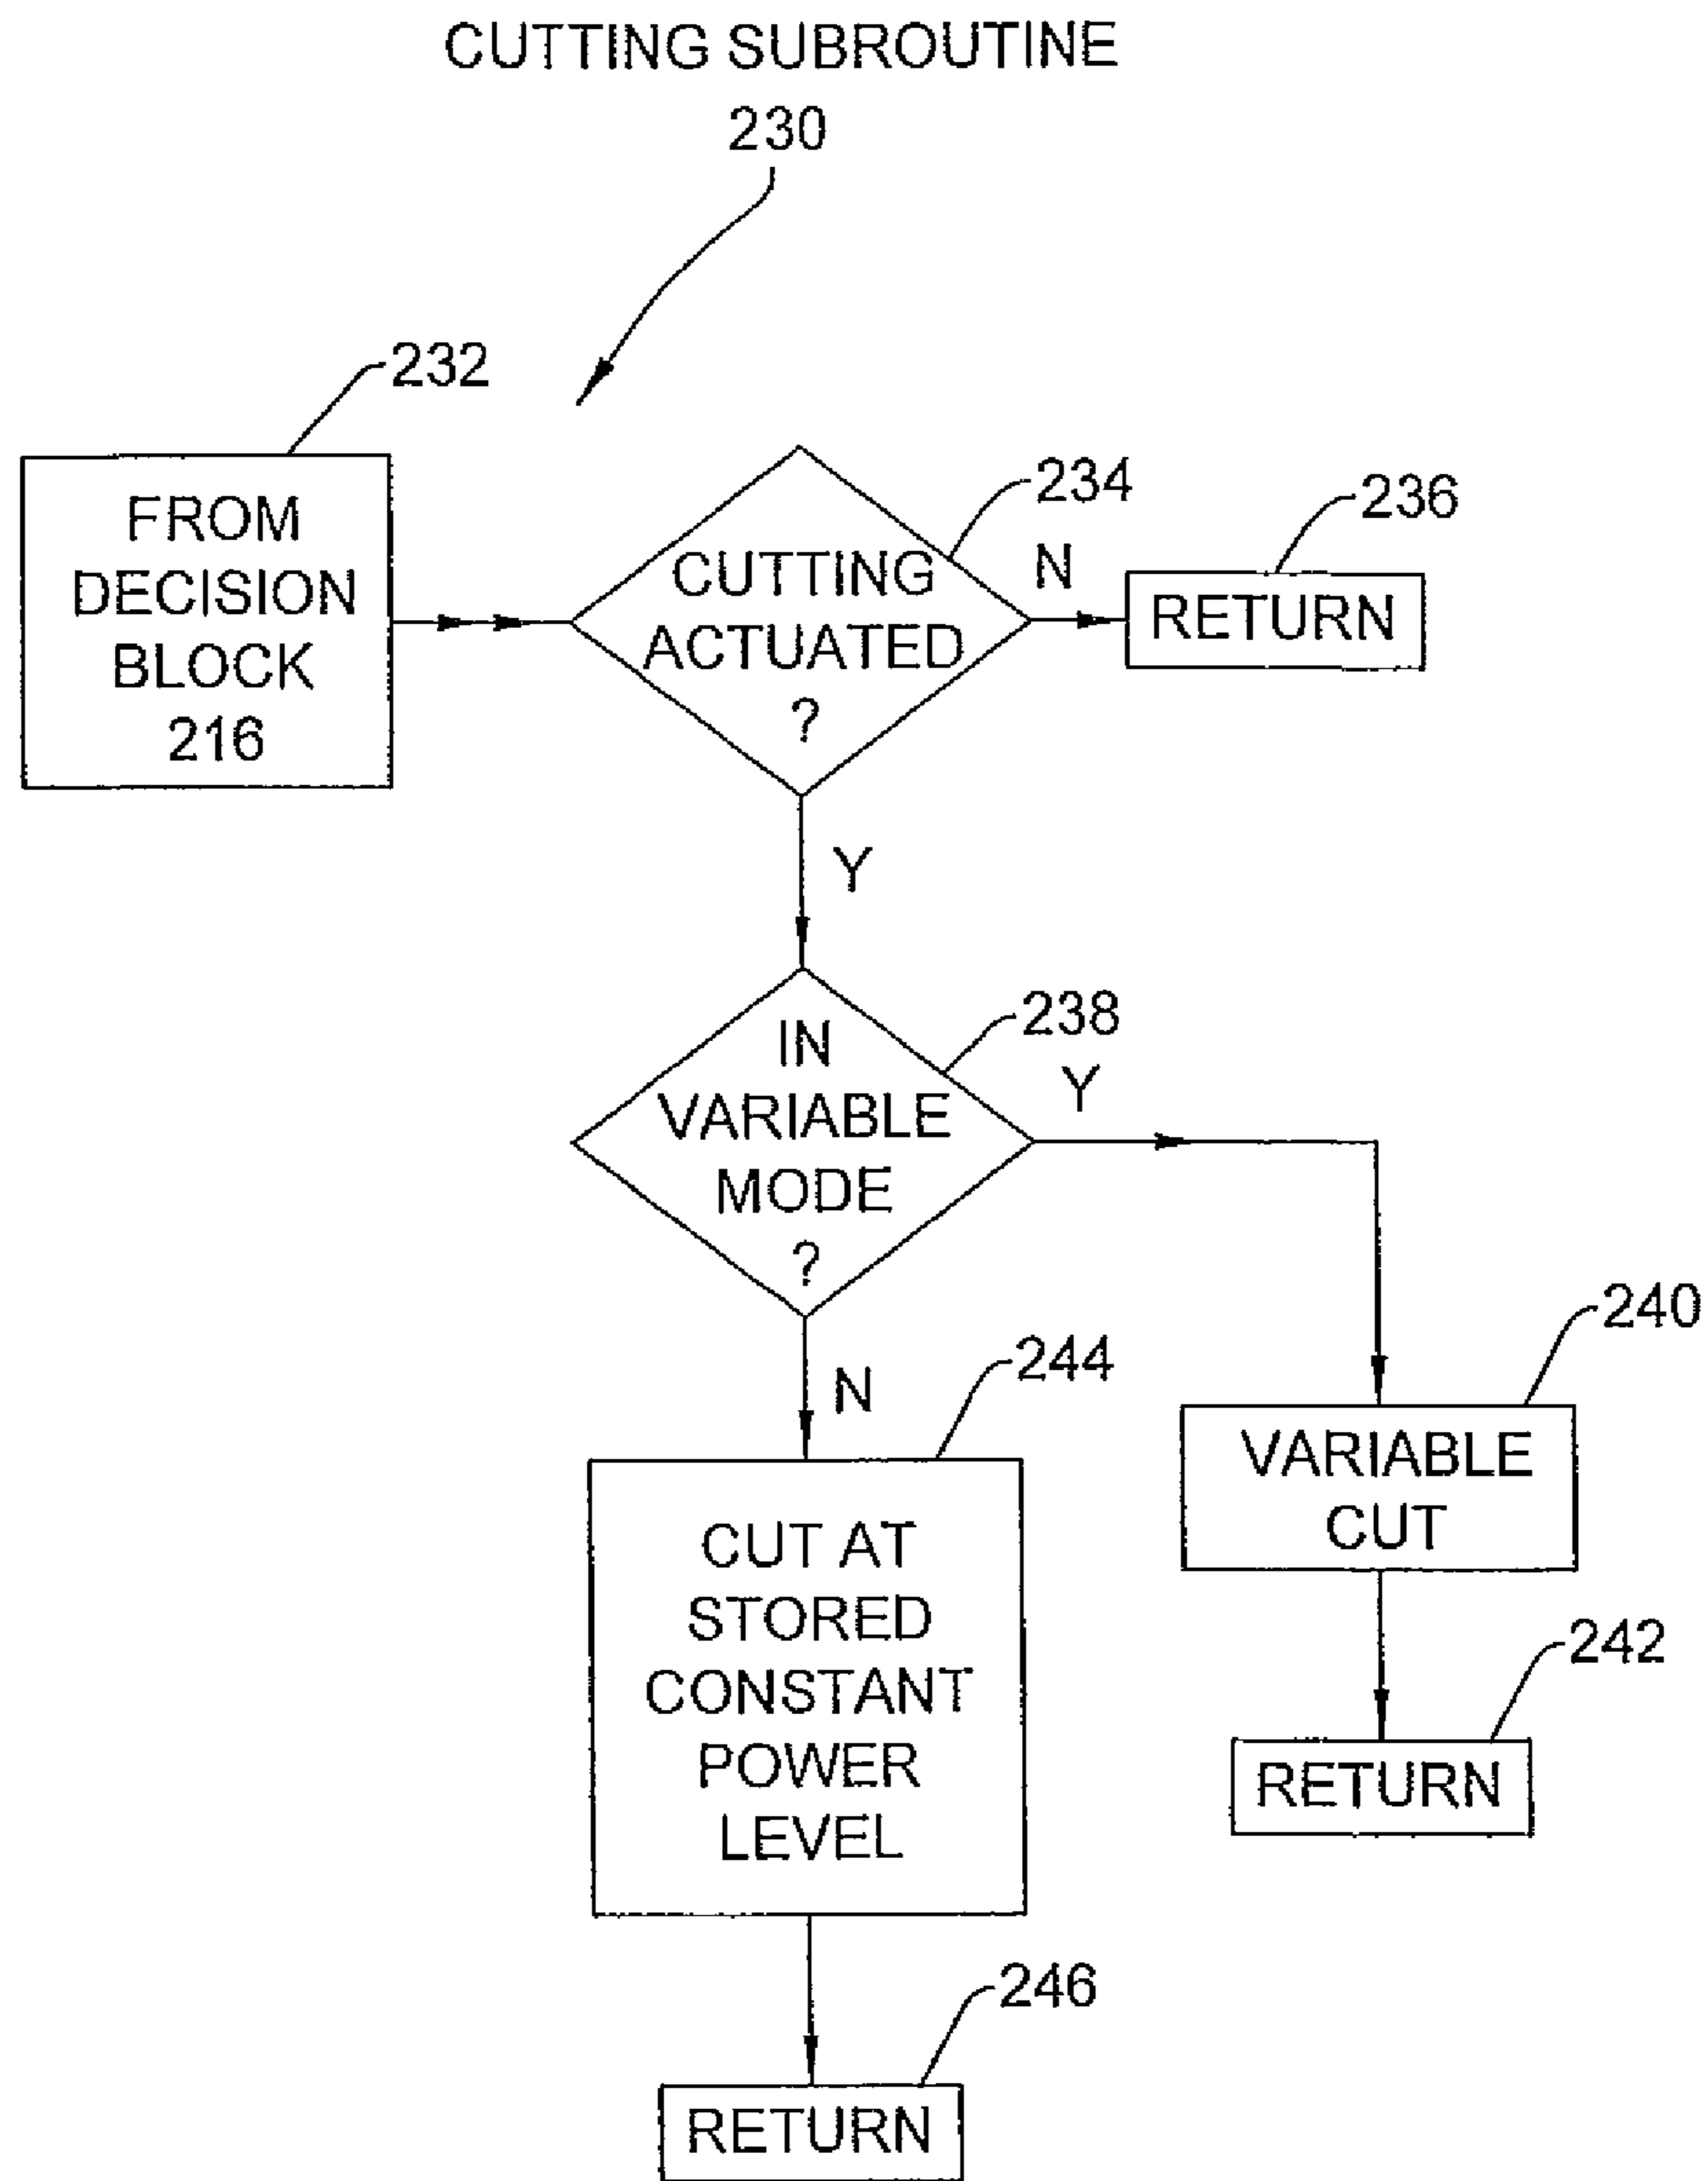 CUTTING SUBROUTINE
230
232
FROM
DECISION
BLOCK
216
234
CUTTING
ACTUATED
?
N
236
RETURN
Y
238
IN
VARIABLE
MODE
?
Y
240
VARIABLE
CUT
242
RETURN
N
244
CUT AT
STORED
CONSTANT
POWER
LEVEL
246
RETURN